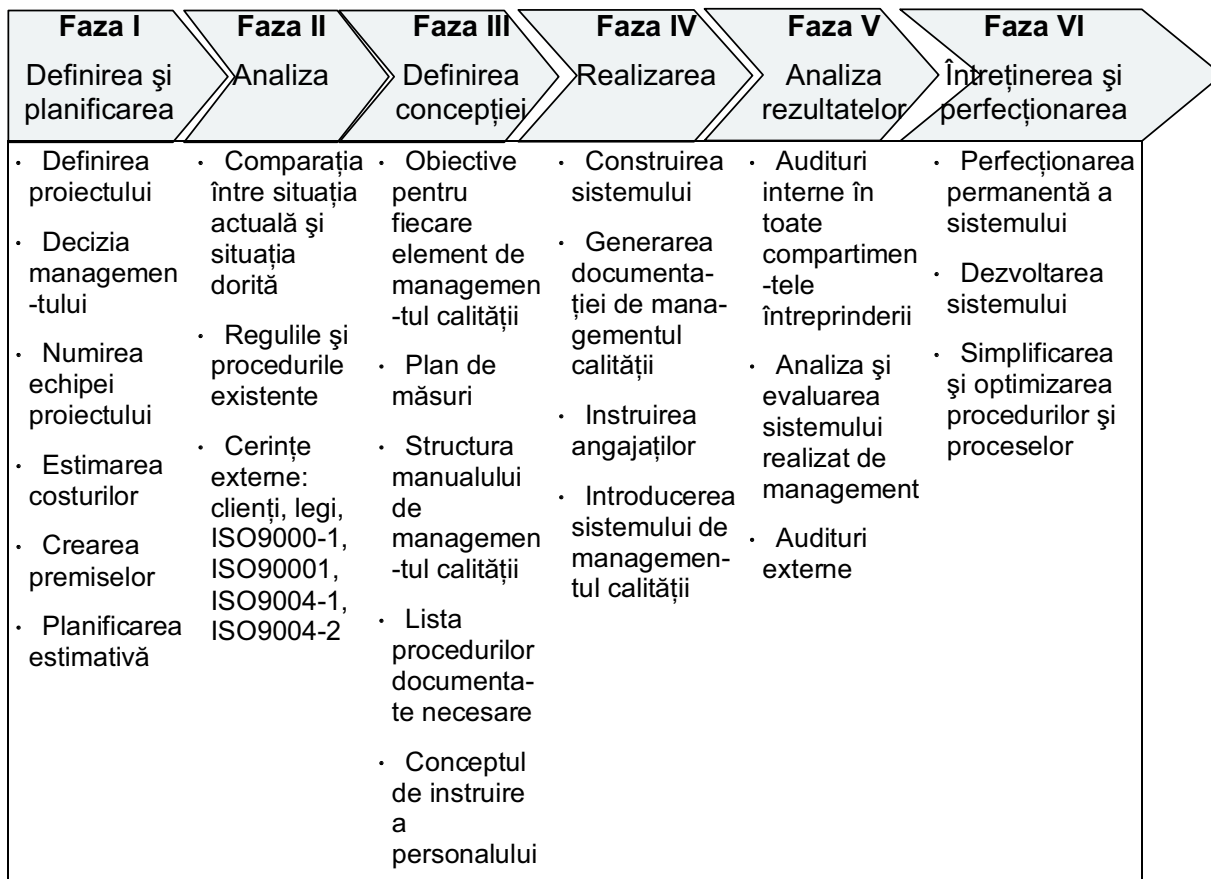 Faza I
Definirea şi
planificarea
· Definirea
proiectului
· Decizia
managemen
-tului
· Numirea
echipei
proiectului
· Estimarea
costurilor
· Crearea
premiselor
· Planificarea
estimativă
Faza II
Analiza
· Comparaţia
între situaţia
actuală şi
situaţia
dorită
· Regulile şi
procedurile
existente
· Cerinţe
externe:
clienţi, legi,
ISO9000-1,
ISO90001,
ISO9004-1,
ISO9004-2
Faza III
Definirea
concepţiei
· Obiective
pentru
fiecare
element de
managemen
-tul calităţii
· Plan de
măsuri
· Structura
manualului
de
managemen
-tul calităţii
· Lista
procedurilor
documenta-
te necesare
· Conceptul
de instruire
a
personalului
Faza IV
Realizarea
· Construirea
sistemului
· Generarea
documenta-
ţiei de mana-
gementul
calităţii
· Instruirea
angajaţilor
· Introducerea
sistemului de
managemen-
tul calităţii
Faza V
Analiza
rezultatelor
· Audituri
interne în
toate
compartimen
-tele
întreprinderii
· Analiza şi
evaluarea
sistemului
realizat de
management
· Audituri
externe
Faza VI
Întreţinerea şi
perfecţionarea
· Perfecţionarea
permanentă a
sistemului
· Dezvoltarea
sistemului
· Simplificarea
şi optimizarea
procedurilor şi
proceselor